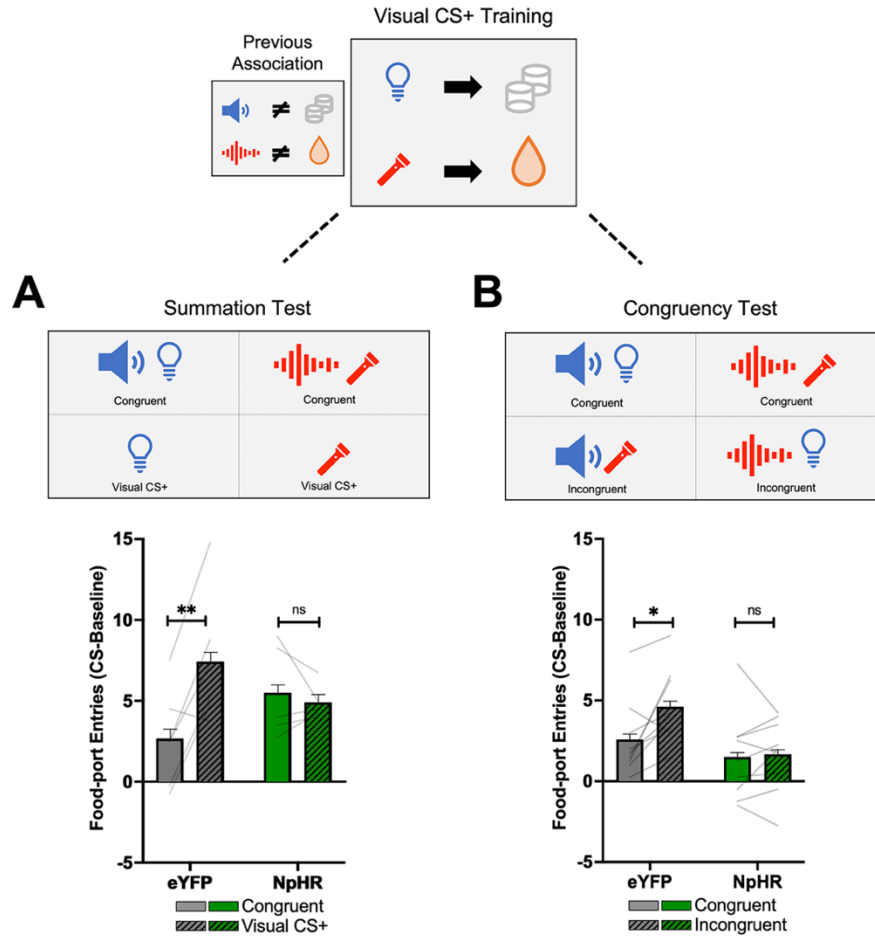 Visual CS+ Training
Previous
Association
≠
≠
A
B
Summation Test
Congruency Test
Congruent
Congruent
Congruent
Congruent
Visual CS+
Visual CS+
Incongruent
Incongruent
Food-port Entries (CS-Baseline)
15
10
5
0
-5
**
ns
eYFP
NpHR
Congruent
Visual CS+
Food-port Entries (CS-Baseline)
15
10
5
0
-5
*
ns
eYFP
NpHR
Congruent
Incongruent